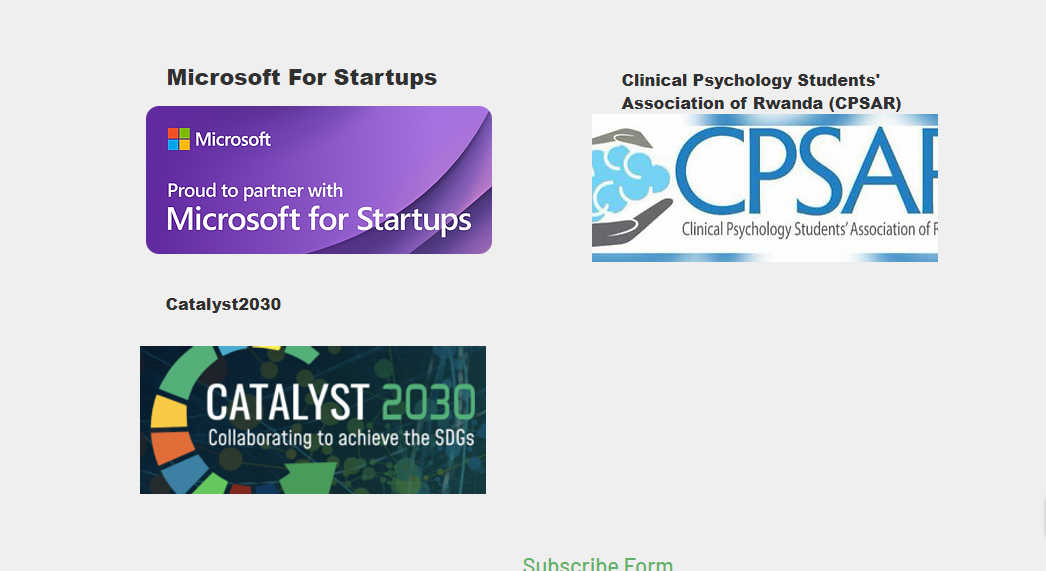 Microsoft For Startups
Microsoft
Proud to partner with
Microsoft for Startups
Clinical Psychology Students'
Association of Rwanda (CPSAR)
CPSAR
Clinical Psychology Students' Association of R
Catalyst2030
CATALYST 2030
Collaborating to achieve the SDGs
Subscribe Form